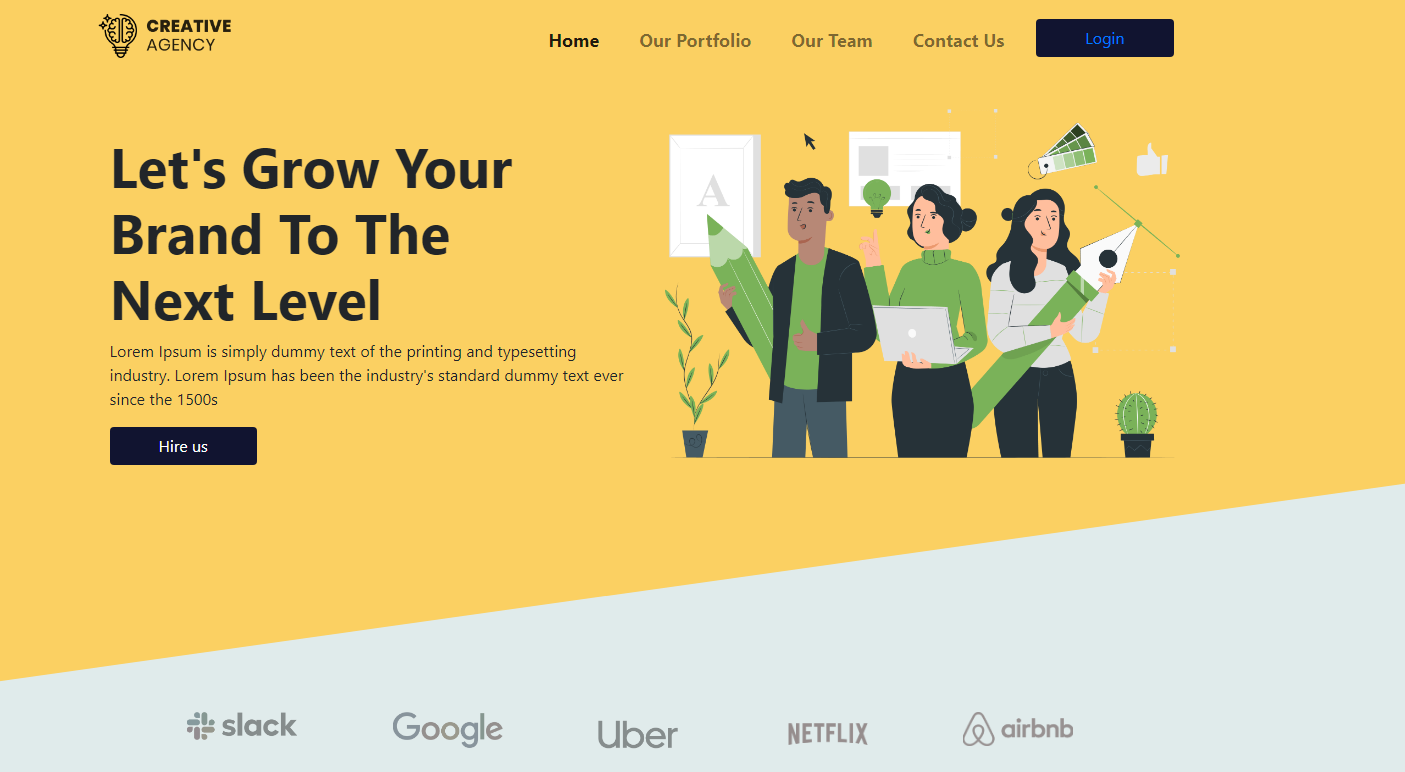 CREATIVE
AGENCY
Home Our Portfolio Our Team Contact Us Login
Let's Grow Your
Brand To The
Next Level
Lorem Ipsum is simply dummy text of the printing and typesetting
industry. Lorem Ipsum has been the industry's standard dummy text ever
since the 1500s
Hire us
A
slack Google Uber NETFLIX airbnb